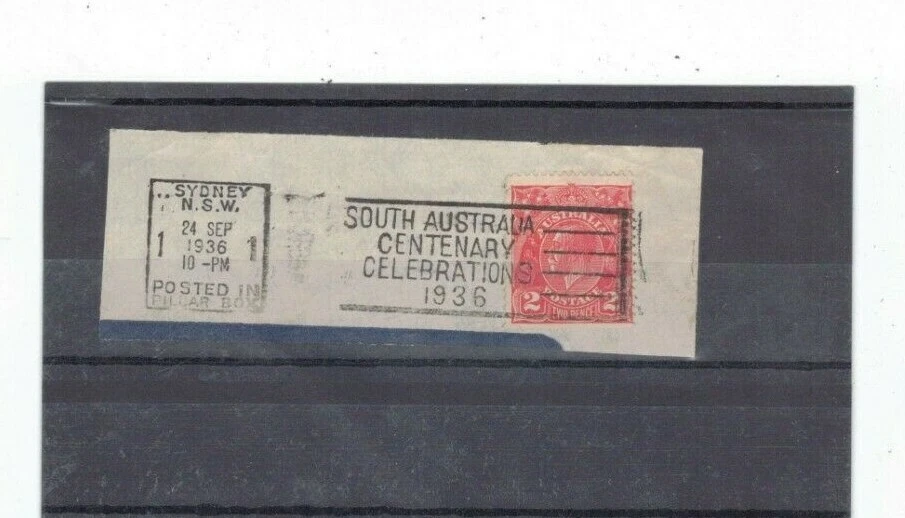 SYDNEY
N.S.W.
24 SEP
1 1936 1
10 -PM
POSTED IN
PILLAR BOX
SOUTH AUSTRALIA
CENTENARY
CELEBRATIONS
1936
AUSTRALIA
2 POSTAGE 2
TWO PENCE